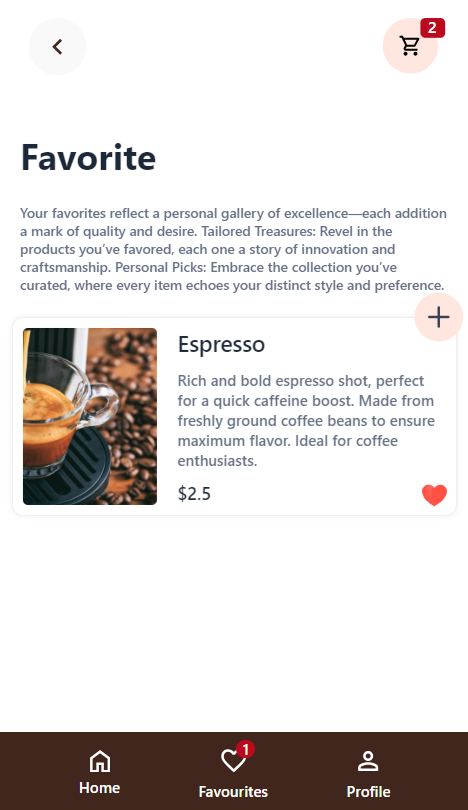 2
Favorite
Your favorites reflect a personal gallery of excellence—each addition
a mark of quality and desire. Tailored Treasures: Revel in the
products you’ve favored, each one a story of innovation and
craftsmanship. Personal Picks: Embrace the collection you’ve
curated, where every item echoes your distinct style and preference.
Espresso
Rich and bold espresso shot, perfect
for a quick caffeine boost. Made from
freshly ground coffee beans to ensure
maximum flavor. Ideal for coffee
enthusiasts.
$2.5
1
Home
Favourites
Profile